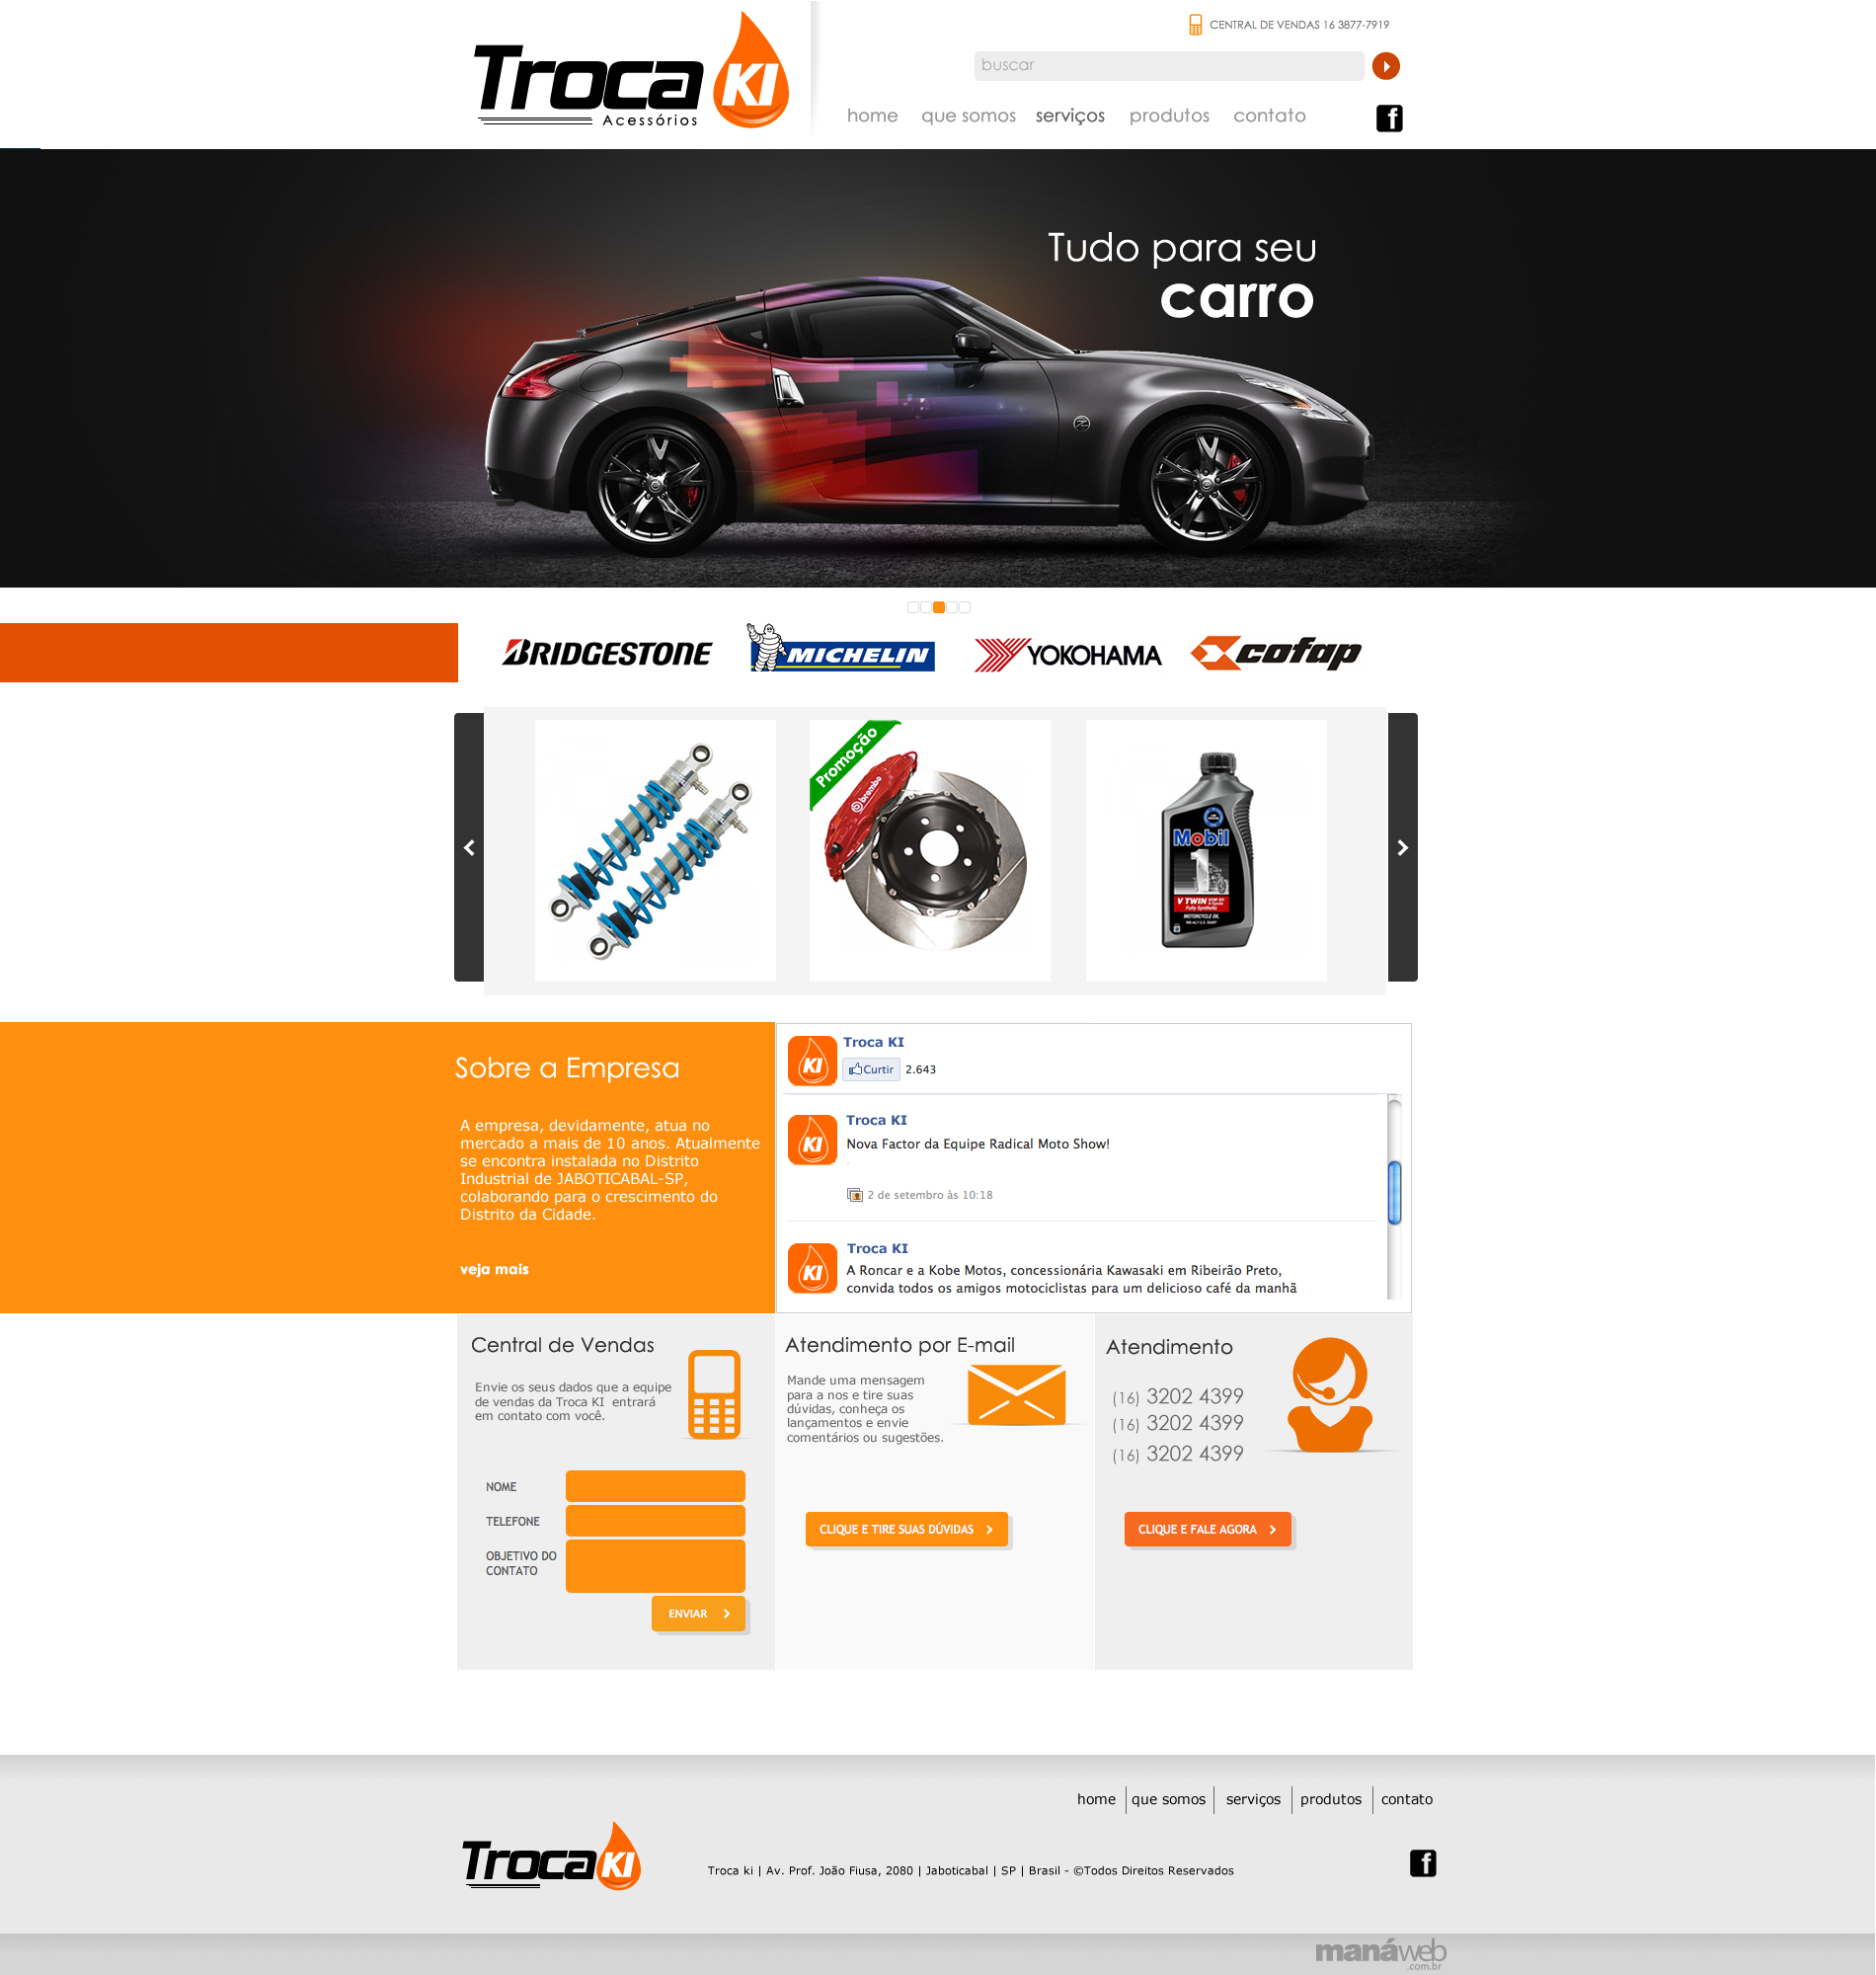 Troca KI
Acessórios
CENTRAL DE VENDAS 16 3877-7919
buscar
home que somos serviços produtos contato
f
Tudo para seu
carro
BRIDGESTONE MICHELIN YOKOHAMA cofap
Promoção
brembo
Mobil
1
V TWIN
Fully Synthetic
MOTORCYCLE OIL
Sobre a Empresa
A empresa, devidamente, atua no
mercado a mais de 10 anos. Atualmente
se encontra instalada no Distrito
Industrial de JABOTICABAL-SP,
colaborando para o crescimento do
Distrito da Cidade.
veja mais
KI
Troca KI
Curtir 2.643
KI
Troca KI
Nova Factor da Equipe Radical Moto Show!
2 de setembro às 10:18
KI
Troca KI
A Roncar e a Kobe Motos, concessionária Kawasaki em Ribeirão Preto,
convida todos os amigos motociclistas para um delicioso café da manhã
Central de Vendas
Envie os seus dados que a equipe
de vendas da Troca KI entrará
em contato com você.
NOME
TELEFONE
OBJETIVO DO
CONTATO
ENVIAR
Atendimento por E-mail
Mande uma mensagem
para a nos e tire suas
dúvidas, conheça os
lançamentos e envie
comentários ou sugestões.
CLIQUE E TIRE SUAS DÚVIDAS
Atendimento
(16) 3202 4399
(16) 3202 4399
(16) 3202 4399
CLIQUE E FALE AGORA
home que somos serviços produtos contato
Troca KI
Troca ki | Av. Prof. João Fiusa, 2080 | Jaboticabal | SP | Brasil - ©Todos Direitos Reservados
f
manáweb
.com.br